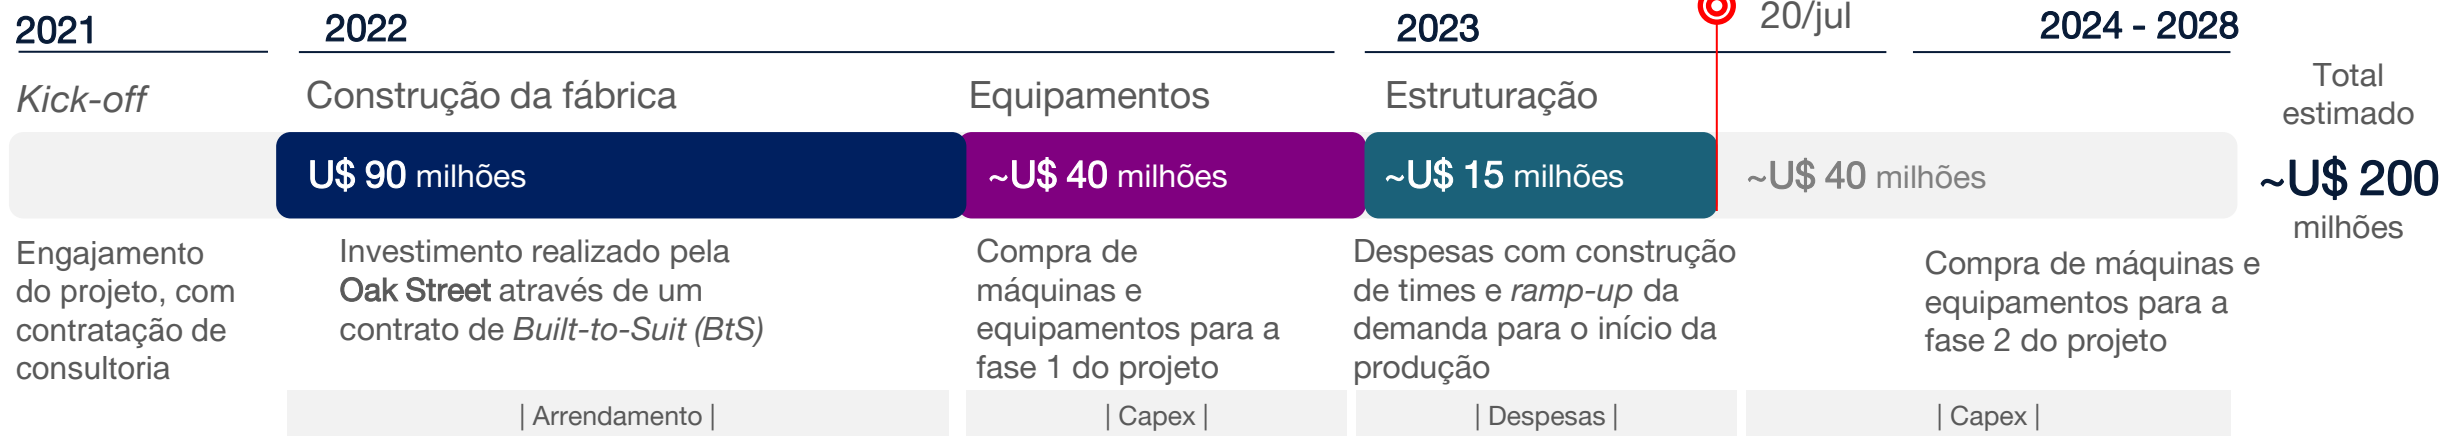 2021
2022
2023
20/jul
2024 - 2028
Kick-off
Construção da fábrica
Equipamentos
Estruturação
Total
estimado
U$ 90 milhões
~U$ 40 milhões
~U$ 15 milhões
~U$ 40 milhões
~U$ 200
milhões
Engajamento
do projeto, com
contratação de
consultoria
Investimento realizado pela
Oak Street através de um
contrato de Built-to-Suit (BtS)
Compra de
máquinas e
equipamentos para a
fase 1 do projeto
Despesas com construção
de times e ramp-up da
demanda para o início da
produção
Compra de máquinas e
equipamentos para a
fase 2 do projeto
| Arrendamento |
| Capex |
| Despesas |
| Capex |